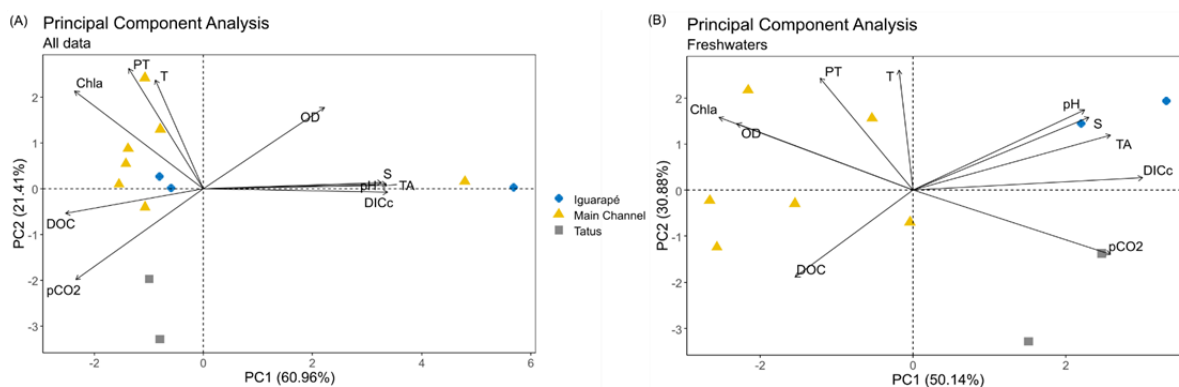 (A)
Principal Component Analysis
All data
PT
T
Chla
OD
S
pH
TA
DICc
DOC
pCO2
2
1
0
-1
-2
-3
-2
0
2
4
6
PC2 (21.41%)
PC1 (60.96%)
Iguarapé
Main Channel
Tatus
(B)
Principal Component Analysis
Freshwaters
PT
T
Chla
OD
pH
S
TA
DICc
pCO2
DOC
2
1
0
-1
-2
-3
-2
0
2
PC2 (30.88%)
PC1 (50.14%)